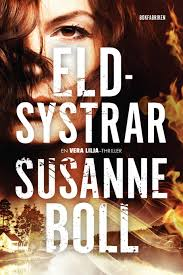 BOKFABRIKEN
ELD-
SYSTRAR
EN VERA LILJA-THRILLER
SUSANNE
BOLL